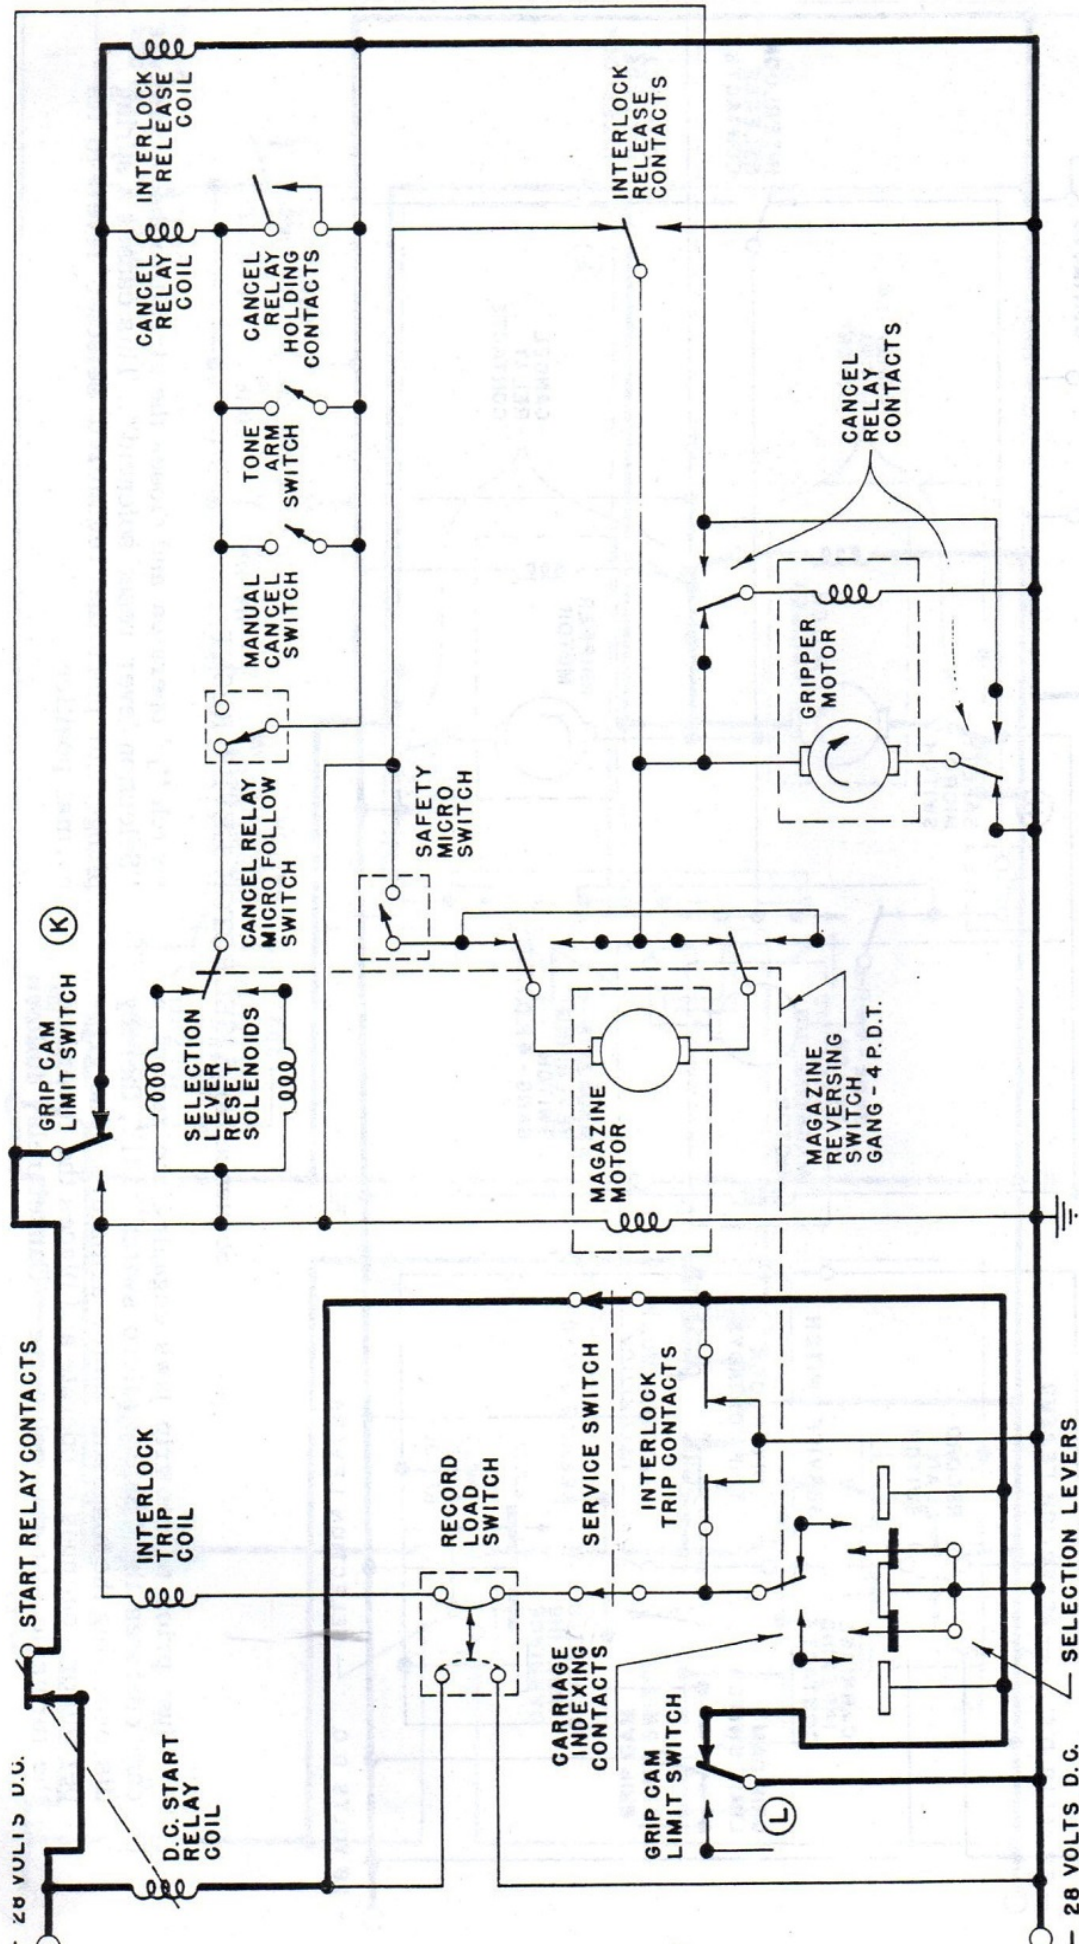 28 VOLTS D.C.
START RELAY CONTACTS
GRIP CAM
LIMIT SWITCH
K
D.C. START
RELAY
COIL
INTERLOCK
TRIP
COIL
SELECTION
LEVER
RESET
SOLENOIDS
CANCEL RELAY
MICRO FOLLOW
SWITCH
MANUAL
CANCEL
SWITCH
TONE
ARM
SWITCH
CANCEL
RELAY
HOLDING
CONTACTS
CANCEL
RELAY
COIL
INTERLOCK
RELEASE
COIL
RECORD
LOAD
SWITCH
SAFETY
MICRO
SWITCH
SERVICE SWITCH
INTERLOCK
TRIP CONTACTS
MAGAZINE
MOTOR
INTERLOCK
RELEASE
CONTACTS
CARRIAGE
INDEXING
CONTACTS
GRIP CAM
LIMIT SWITCH
L
MAGAZINE
REVERSING
SWITCH
GANG - 4 P.D.T.
GRIPPER
MOTOR
CANCEL
RELAY
CONTACTS
SELECTION LEVERS
- 28 VOLTS D.C.